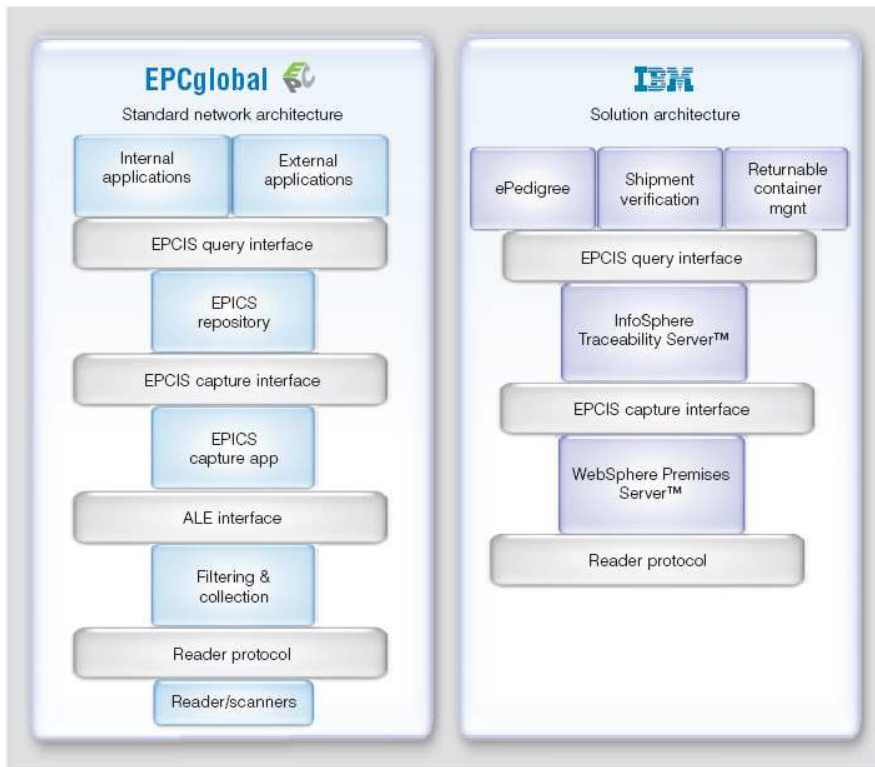 EPCglobal EPC
Standard network architecture
Internal
applications
External
applications
EPCIS query interface
EPICS
repository
EPCIS capture interface
EPICS
capture app
ALE interface
Filtering &
collection
Reader protocol
Reader/scanners
IBM
Solution architecture
ePedigree
Shipment
verification
Returnable
container
mgnt
EPCIS query interface
InfoSphere
Traceability Server™
EPCIS capture interface
WebSphere Premises
Server™
Reader protocol